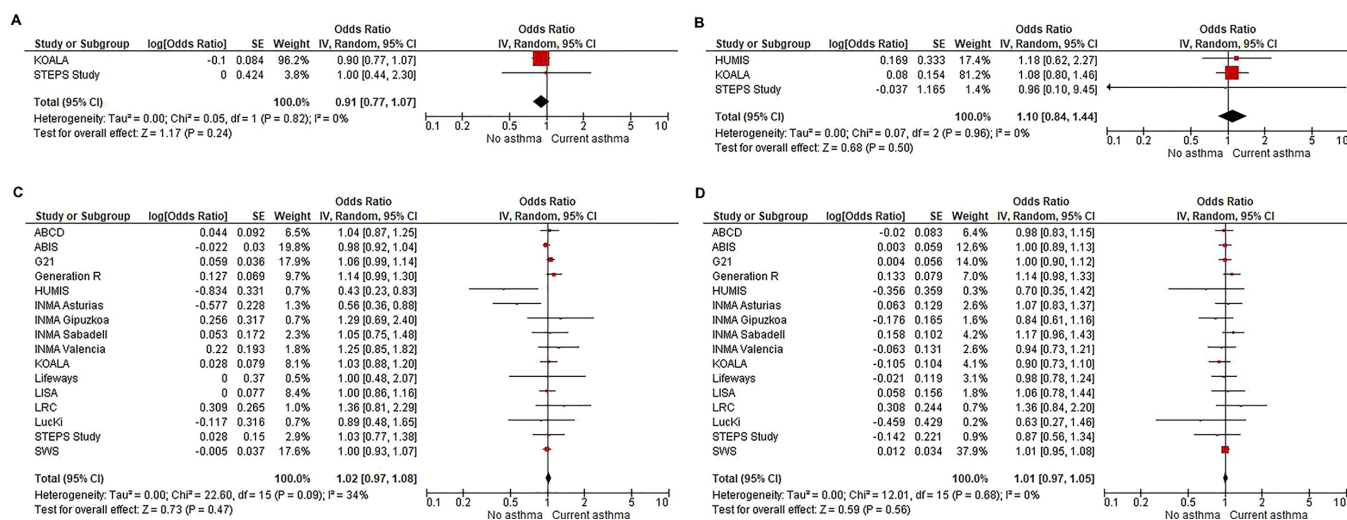 A
Odds Ratio Odds Ratio
Study or Subgroup log[Odds Ratio] SE Weight IV, Random, 95% CI IV, Random, 95% CI
KOALA -0.1 0.084 96.2% 0.90 [0.77, 1.07]
STEPS Study 0 0.424 3.8% 1.00 [0.44, 2.30]
Total (95% CI) 100.0% 0.91 [0.77, 1.07]
Heterogeneity: Tau² = 0.00; Chi² = 0.05, df = 1 (P = 0.82); I² = 0%
Test for overall effect: Z = 1.17 (P = 0.24)
0.1 0.2 0.5 1 2 5 10
No asthma Current asthma
B
Odds Ratio Odds Ratio
Study or Subgroup log[Odds Ratio] SE Weight IV, Random, 95% CI IV, Random, 95% CI
HUMIS 0.169 0.333 17.4% 1.18 [0.62, 2.27]
KOALA 0.08 0.154 81.2% 1.08 [0.80, 1.46]
STEPS Study -0.037 1.165 1.4% 0.96 [0.10, 9.45]
Total (95% CI) 100.0% 1.10 [0.84, 1.44]
Heterogeneity: Tau² = 0.00; Chi² = 0.07, df = 2 (P = 0.96); I² = 0%
Test for overall effect: Z = 0.68 (P = 0.50)
0.1 0.2 0.5 1 2 5 10
No asthma Current asthma
C
Odds Ratio Odds Ratio
Study or Subgroup log[Odds Ratio] SE Weight IV, Random, 95% CI IV, Random, 95% CI
ABCD 0.044 0.092 6.5% 1.04 [0.87, 1.25]
ABIS -0.022 0.03 19.8% 0.98 [0.92, 1.04]
G21 0.059 0.036 17.9% 1.06 [0.99, 1.14]
Generation R 0.127 0.069 9.7% 1.14 [0.99, 1.30]
HUMIS -0.834 0.331 0.7% 0.43 [0.23, 0.83]
INMA Asturias -0.577 0.228 1.3% 0.56 [0.36, 0.88]
INMA Gipuzkoa 0.256 0.317 0.7% 1.29 [0.69, 2.40]
INMA Sabadell 0.053 0.172 2.3% 1.05 [0.75, 1.48]
INMA Valencia 0.22 0.193 1.8% 1.25 [0.85, 1.82]
KOALA 0.028 0.079 8.1% 1.03 [0.88, 1.20]
Lifeways 0 0.37 0.5% 1.00 [0.48, 2.07]
LISA 0 0.077 8.4% 1.00 [0.86, 1.16]
LRC 0.309 0.265 1.0% 1.36 [0.81, 2.29]
LucKi -0.117 0.316 0.7% 0.89 [0.48, 1.65]
STEPS Study 0.028 0.15 2.9% 1.03 [0.77, 1.38]
SWS -0.005 0.037 17.6% 1.00 [0.93, 1.07]
Total (95% CI) 100.0% 1.02 [0.97, 1.08]
Heterogeneity: Tau² = 0.00; Chi² = 22.60, df = 15 (P = 0.09); I² = 34%
Test for overall effect: Z = 0.73 (P = 0.47)
0.1 0.2 0.5 1 2 5 10
No asthma Current asthma
D
Odds Ratio Odds Ratio
Study or Subgroup log[Odds Ratio] SE Weight IV, Random, 95% CI IV, Random, 95% CI
ABCD -0.02 0.083 6.4% 0.98 [0.83, 1.15]
ABIS 0.003 0.059 12.6% 1.00 [0.89, 1.13]
G21 0.004 0.056 14.0% 1.00 [0.90, 1.12]
Generation R 0.133 0.079 7.0% 1.14 [0.98, 1.33]
HUMIS -0.356 0.359 0.3% 0.70 [0.35, 1.42]
INMA Asturias 0.063 0.129 2.6% 1.07 [0.83, 1.37]
INMA Gipuzkoa -0.176 0.165 1.6% 0.84 [0.61, 1.16]
INMA Sabadell 0.158 0.102 4.2% 1.17 [0.96, 1.43]
INMA Valencia -0.063 0.131 2.6% 0.94 [0.73, 1.21]
KOALA -0.105 0.104 4.1% 0.90 [0.73, 1.10]
Lifeways -0.021 0.119 3.1% 0.98 [0.78, 1.24]
LISA 0.058 0.156 1.8% 1.06 [0.78, 1.44]
LRC 0.308 0.244 0.7% 1.36 [0.84, 2.20]
LucKi -0.459 0.429 0.2% 0.63 [0.27, 1.46]
STEPS Study -0.142 0.221 0.9% 0.87 [0.56, 1.34]
SWS 0.012 0.034 37.9% 1.01 [0.95, 1.08]
Total (95% CI) 100.0% 1.01 [0.97, 1.05]
Heterogeneity: Tau² = 0.00; Chi² = 12.01, df = 15 (P = 0.68); I² = 0%
Test for overall effect: Z = 0.59 (P = 0.56)
0.1 0.2 0.5 1 2 5 10
No asthma Current asthma